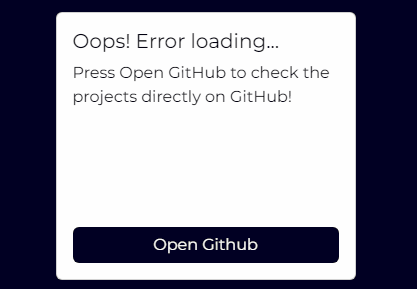 Oops! Error loading...
Press Open GitHub to check the
projects directly on GitHub!
Open Github